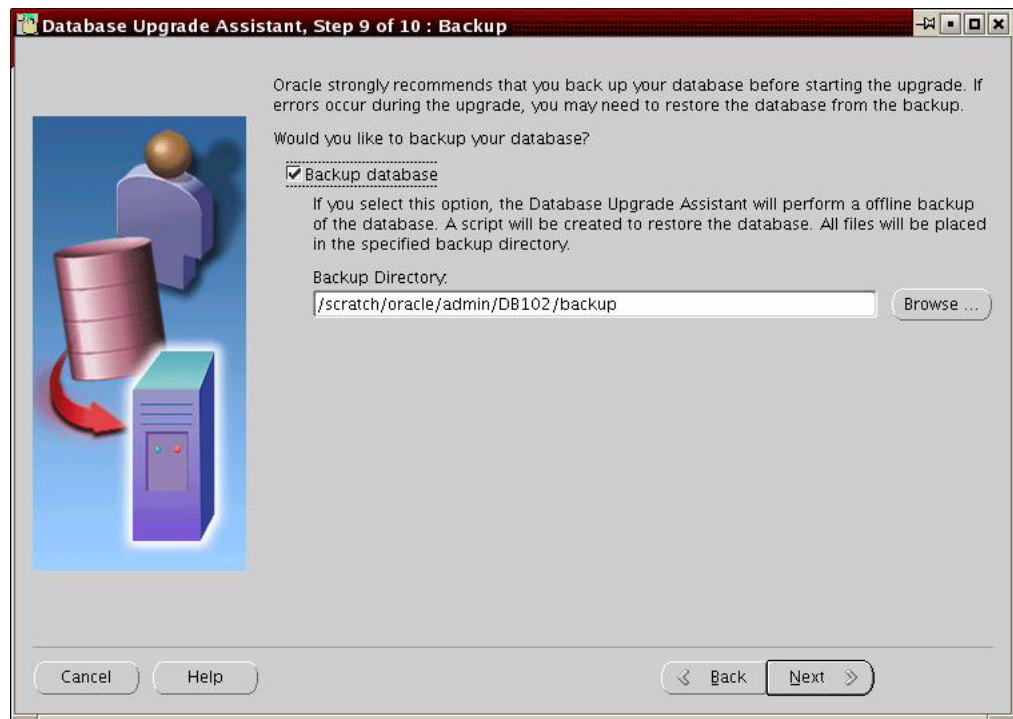 Database Upgrade Assistant, Step 9 of 10 : Backup
Oracle strongly recommends that you back up your database before starting the upgrade. If
errors occur during the upgrade, you may need to restore the database from the backup.
Would you like to backup your database?
Backup database
If you select this option, the Database Upgrade Assistant will perform a offline backup
of the database. A script will be created to restore the database. All files will be placed
in the specified backup directory.
Backup Directory:
/scratch/oracle/admin/DB102/backup
Browse ...
Cancel
Help
Back
Next